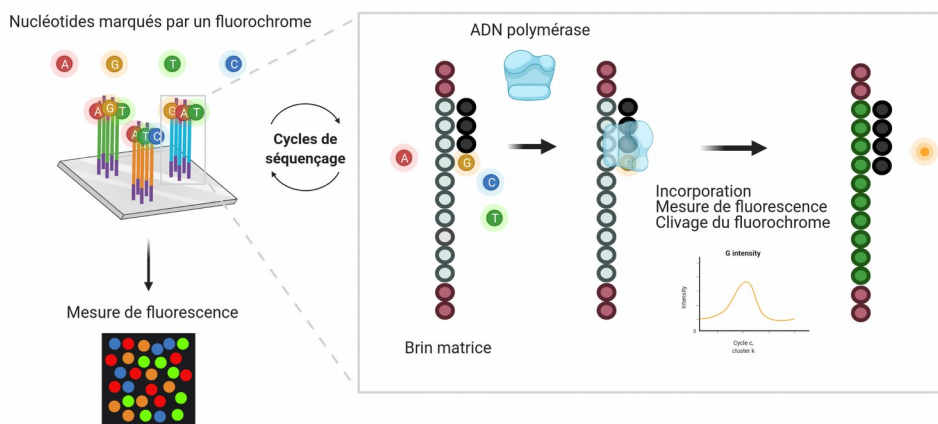 Nucléotides marqués par un fluorochrome
A
G
T
C
A
G
T
A
T
C
G
A
T
Cycles de
séquençage
Mesure de fluorescence
ADN polymérase
A
G
C
T
G
Brin matrice
Incorporation
Mesure de fluorescence
Clivage du fluorochrome
G intensity
Intensity
0
Cycle c,
cluster k